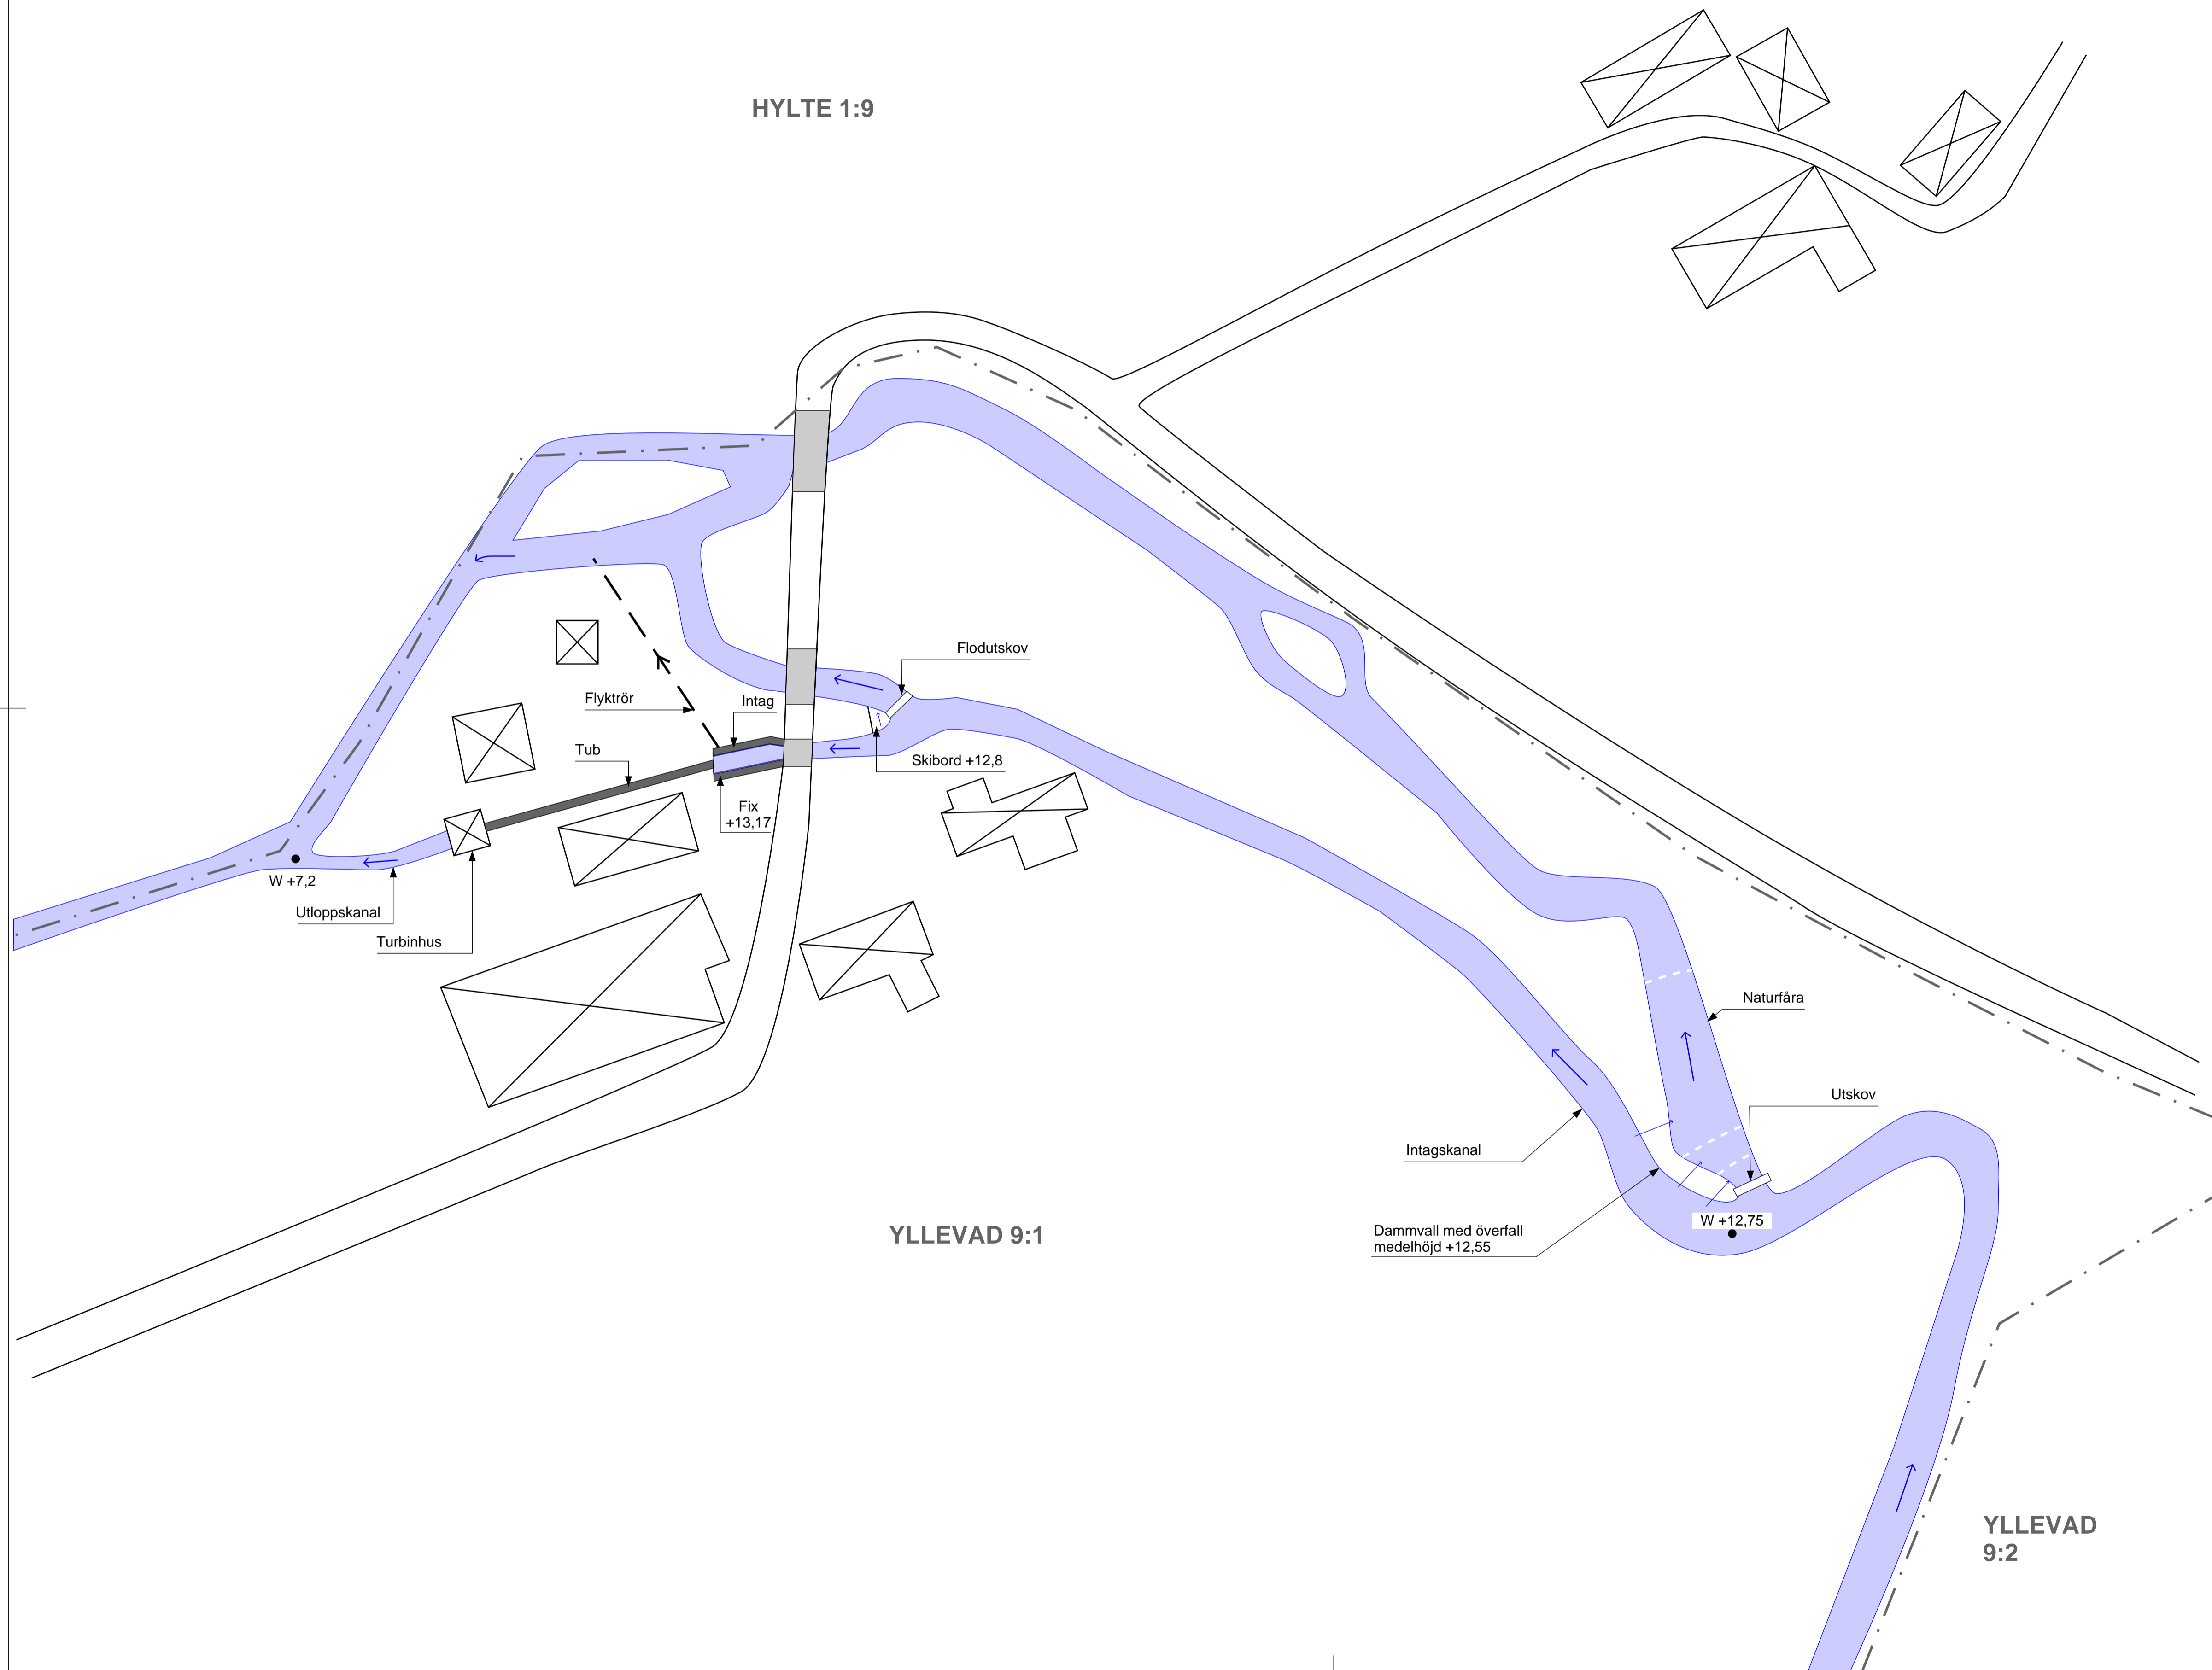 HYLTE 1:9
Flodutskov
Flyktrör
Intag
Tub
Skibord +12,8
Fix
+13,17
W +7,2
Utloppskanal
Turbinhus
Naturfåra
Utskov
Intagskanal
W +12,75
Dammvall med överfall
medelhöjd +12,55
YLLEVAD 9:1
YLLEVAD
9:2